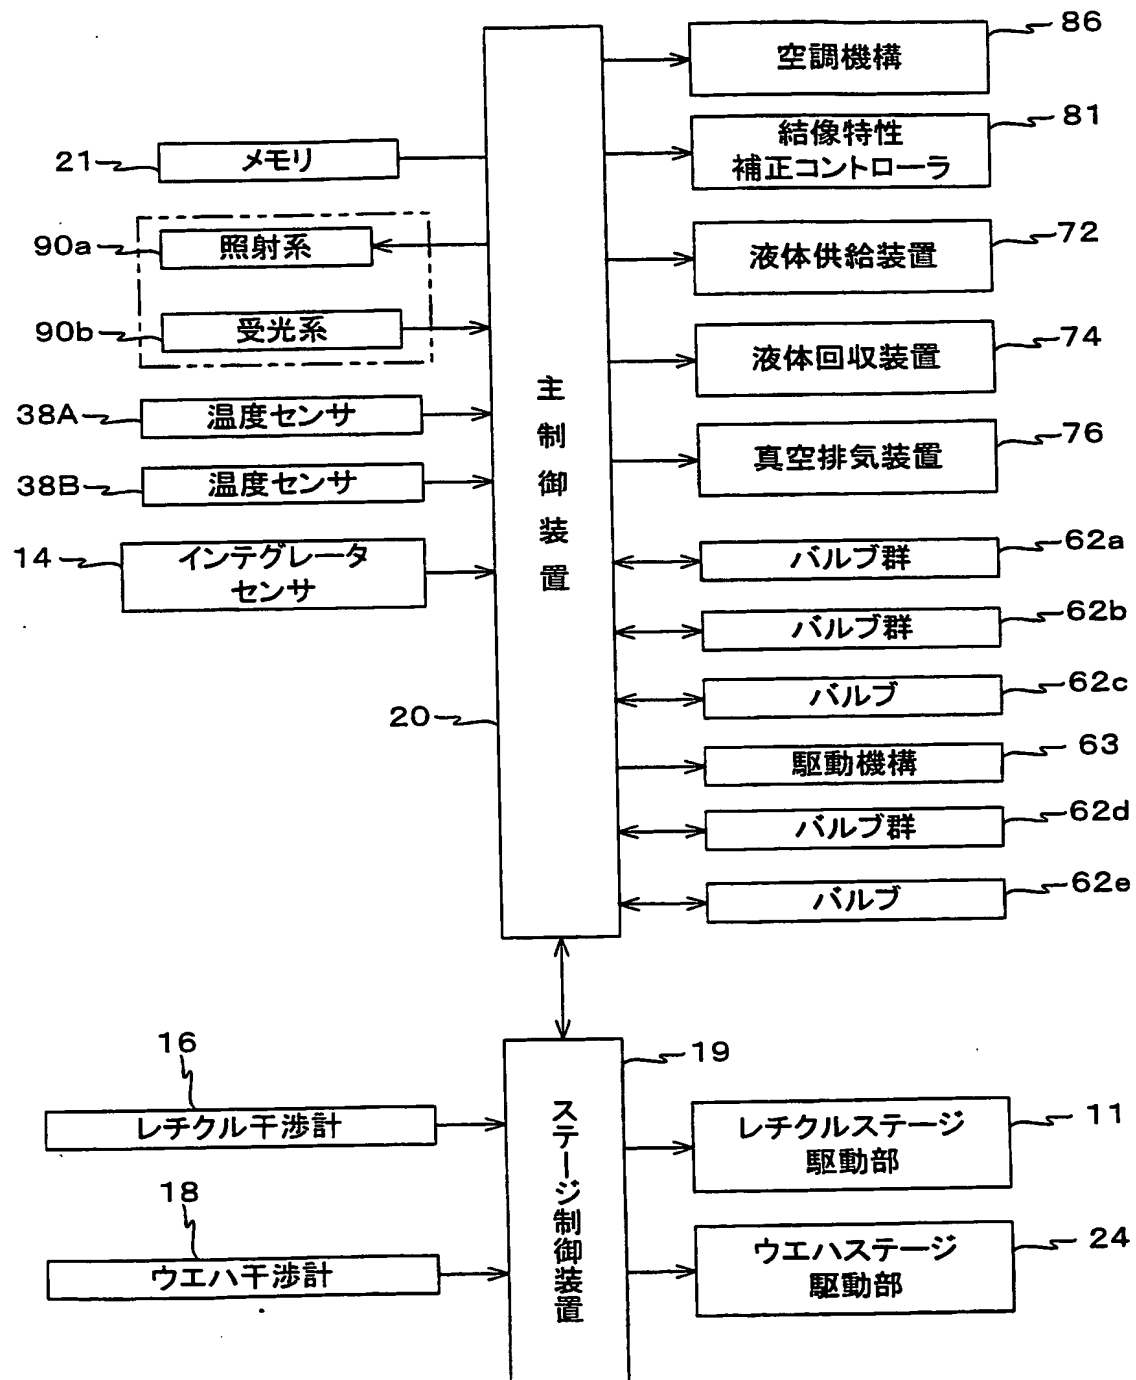 86
空調機構
81
結像特性
補正コントローラ
21
メモリ
90a
照射系
72
液体供給装置
90b
受光系
74
液体回収装置
38A
温度センサ
76
真空排気装置
38B
温度センサ
14
インテグレータ
センサ
主制御装置
20
62a
バルブ群
62b
バルブ群
62c
バルブ
63
駆動機構
62d
バルブ群
62e
バルブ
16
レチクル干渉計
18
ウエハ干渉計
19
ステージ制御装置
11
レチクルステージ
駆動部
24
ウエハステージ
駆動部